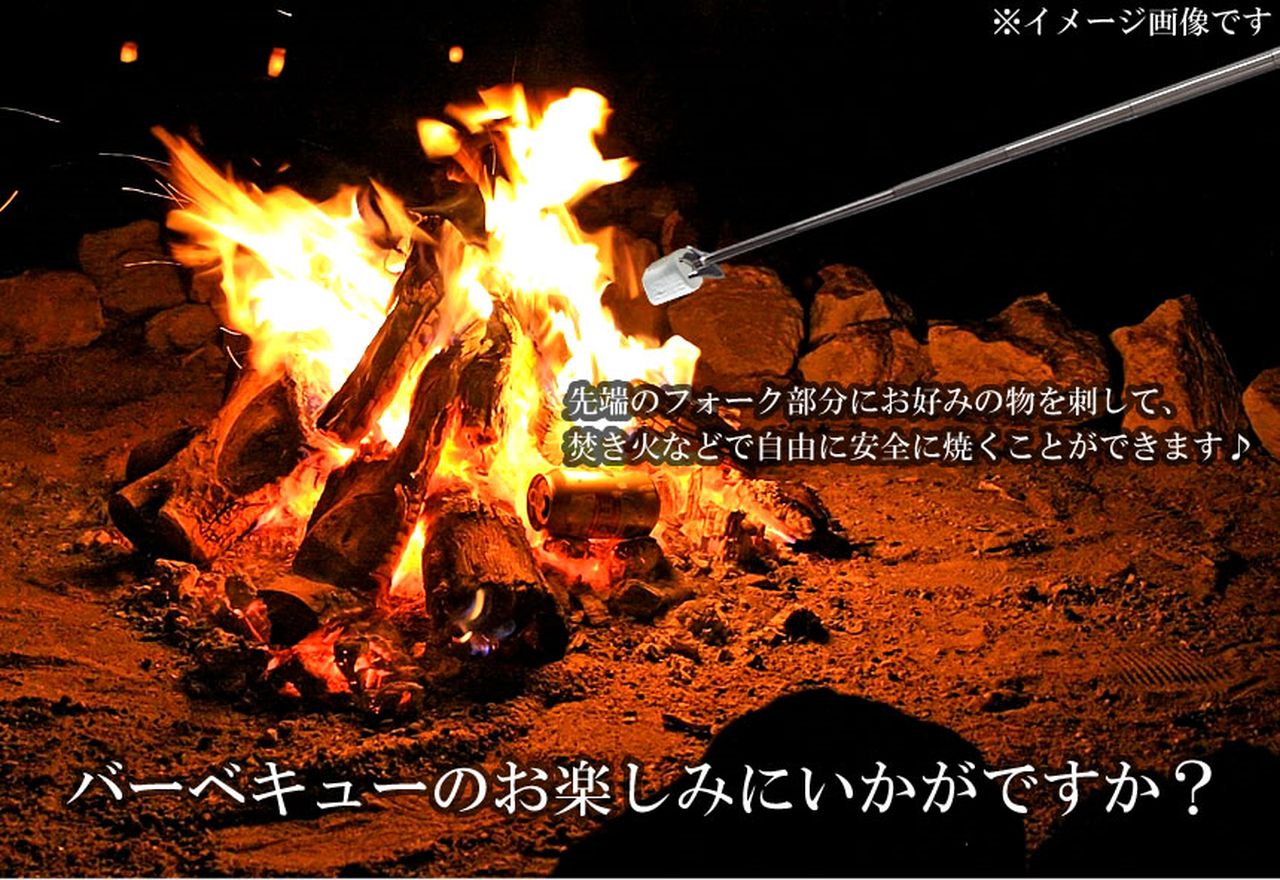 ※イメージ画像です
先端のフォーク部分にお好みの物を刺して、
焚き火などで自由に安全に焼くことができます♪
バーベキューのお楽しみにいかがですか？